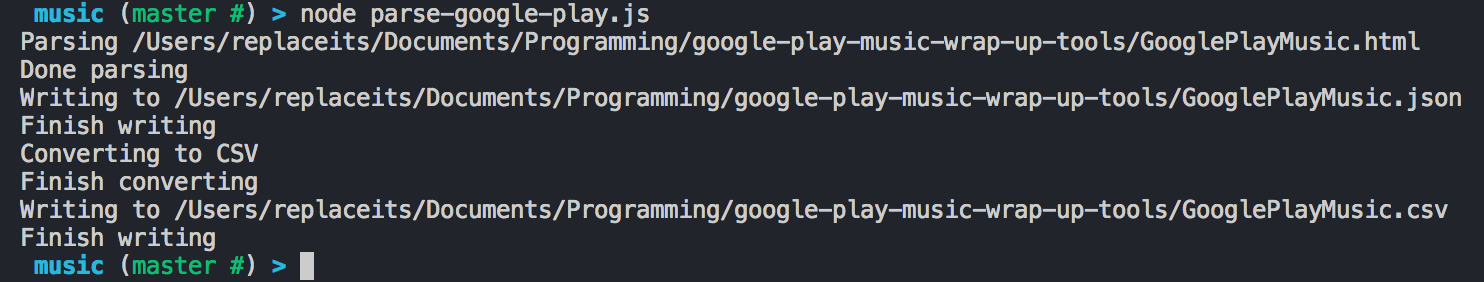 music (master #) > node parse-google-play.js
Parsing /Users/replaceits/Documents/Programming/google-play-music-wrap-up-tools/GooglePlayMusic.html
Done parsing
Writing to /Users/replaceits/Documents/Programming/google-play-music-wrap-up-tools/GooglePlayMusic.json
Finish writing
Converting to CSV
Finish converting
Writing to /Users/replaceits/Documents/Programming/google-play-music-wrap-up-tools/GooglePlayMusic.csv
Finish writing
music (master #) >